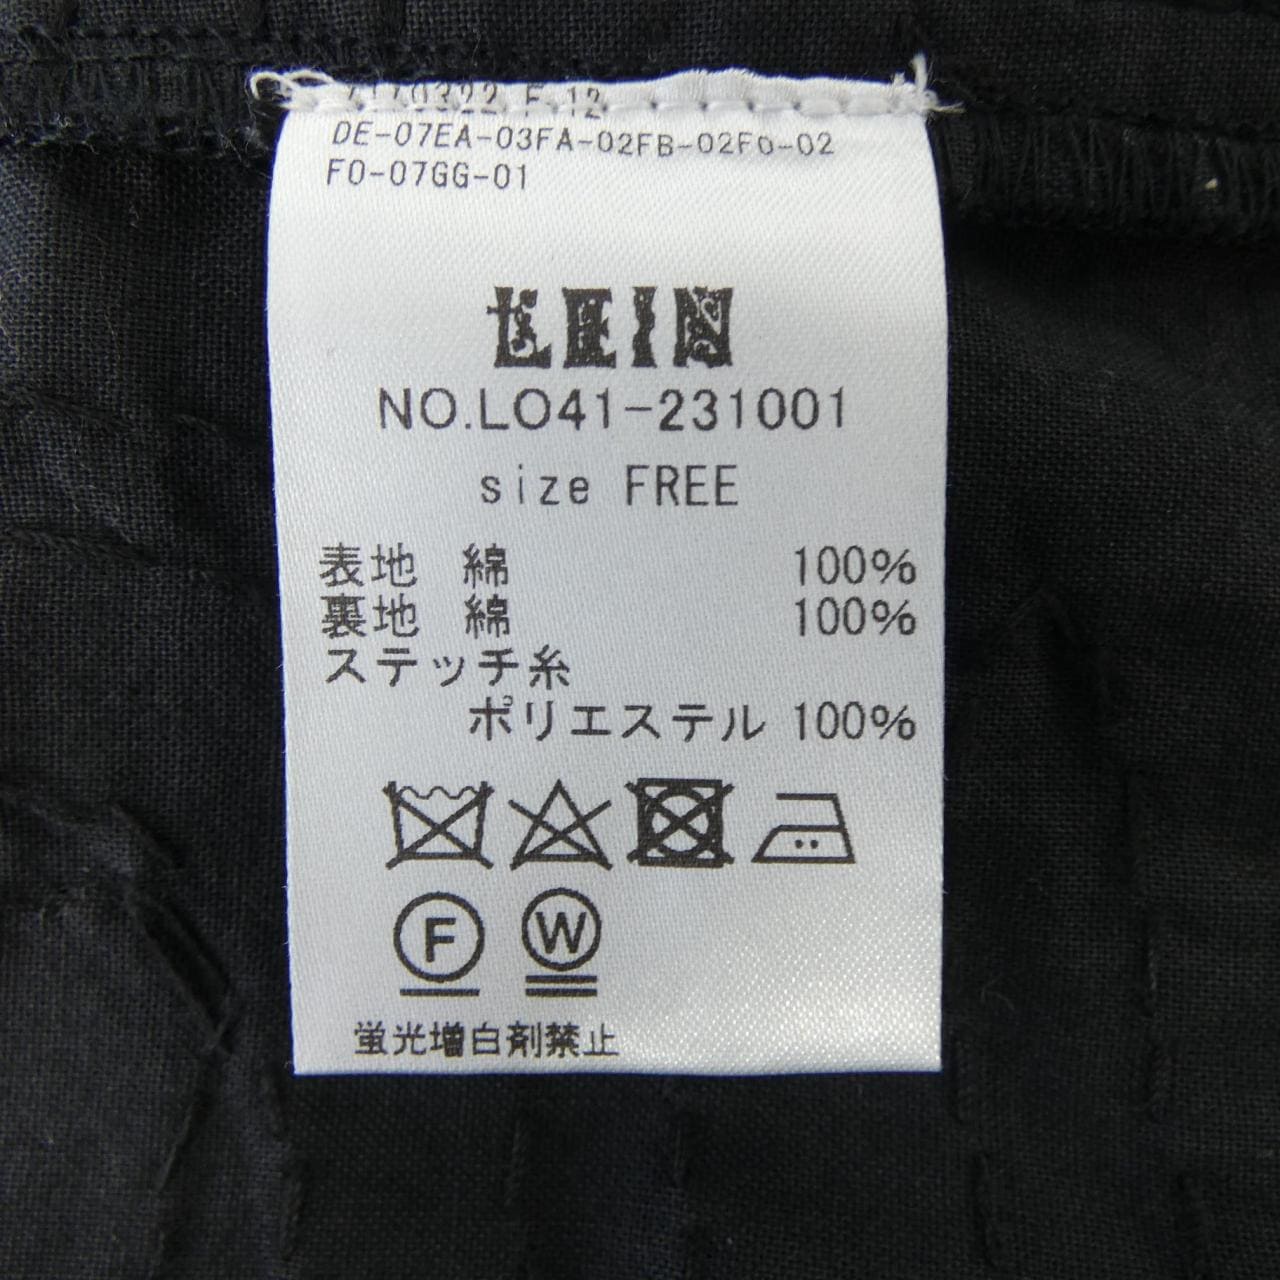 DE-07EA-03FA-02FB-02F0-02
F0-07GG-01
LEIN
NO.LO41-231001
size FREE
表地 綿 100%
裏地 綿 100%
ステッチ糸
ポリエステル 100%
F W
蛍光増白剤禁止